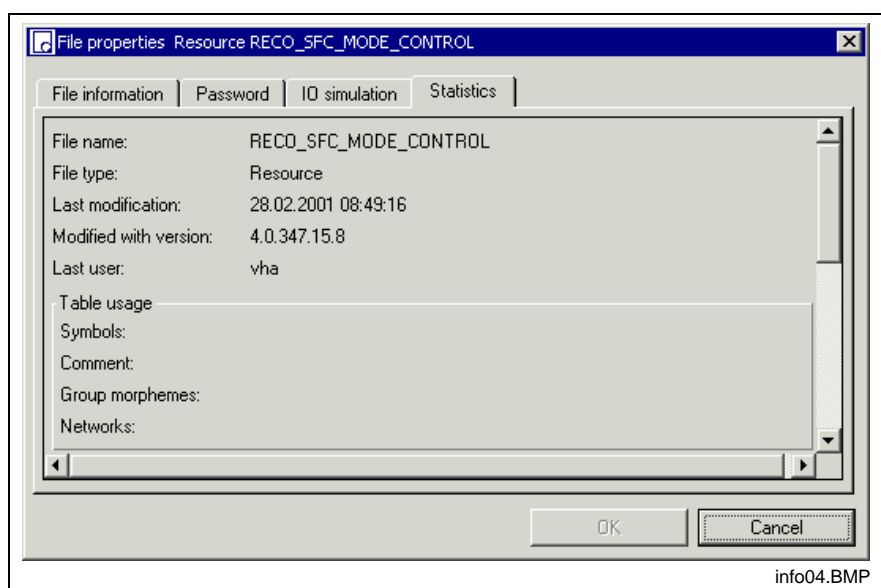 File properties Resource RECO_SFC_MODE_CONTROL
File information Password IO simulation Statistics
File name: RECO_SFC_MODE_CONTROL
File type: Resource
Last modification: 28.02.2001 08:49:16
Modified with version: 4.0.347.15.8
Last user: vha
Table usage
Symbols:
Comment:
Group morphemes:
Networks:
OK Cancel
info04.BMP